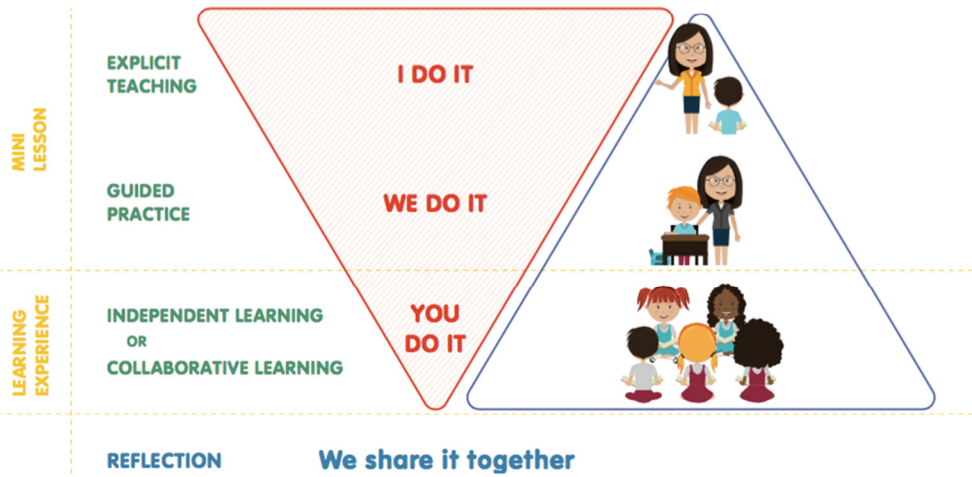 MINI
LESSON
EXPLICIT
TEACHING
I DO IT
GUIDED
PRACTICE
WE DO IT
LEARNING
EXPERIENCE
INDEPENDENT LEARNING
OR
COLLABORATIVE LEARNING
YOU
DO IT
REFLECTION
We share it together